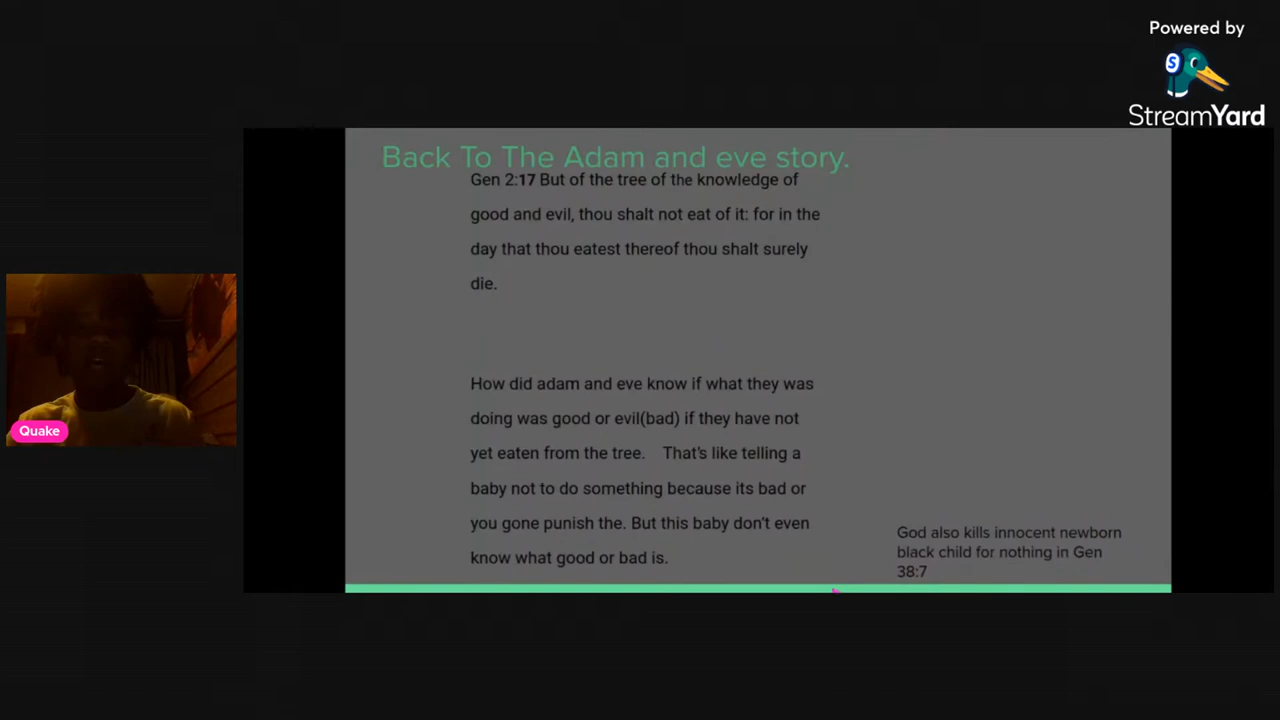 Powered by
StreamYard
Back To The Adam and eve story.
Gen 2:17 But of the tree of the knowledge of
good and evil, thou shalt not eat of it: for in the
day that thou eatest thereof thou shalt surely
die.
How did adam and eve know if what they was
doing was good or evil(bad) if they have not
yet eaten from the tree. That's like telling a
baby not to do something because its bad or
you gone punish the. But this baby don't even
know what good or bad is.
God also kills innocent newborn
black child for nothing in Gen
38:7
Quake